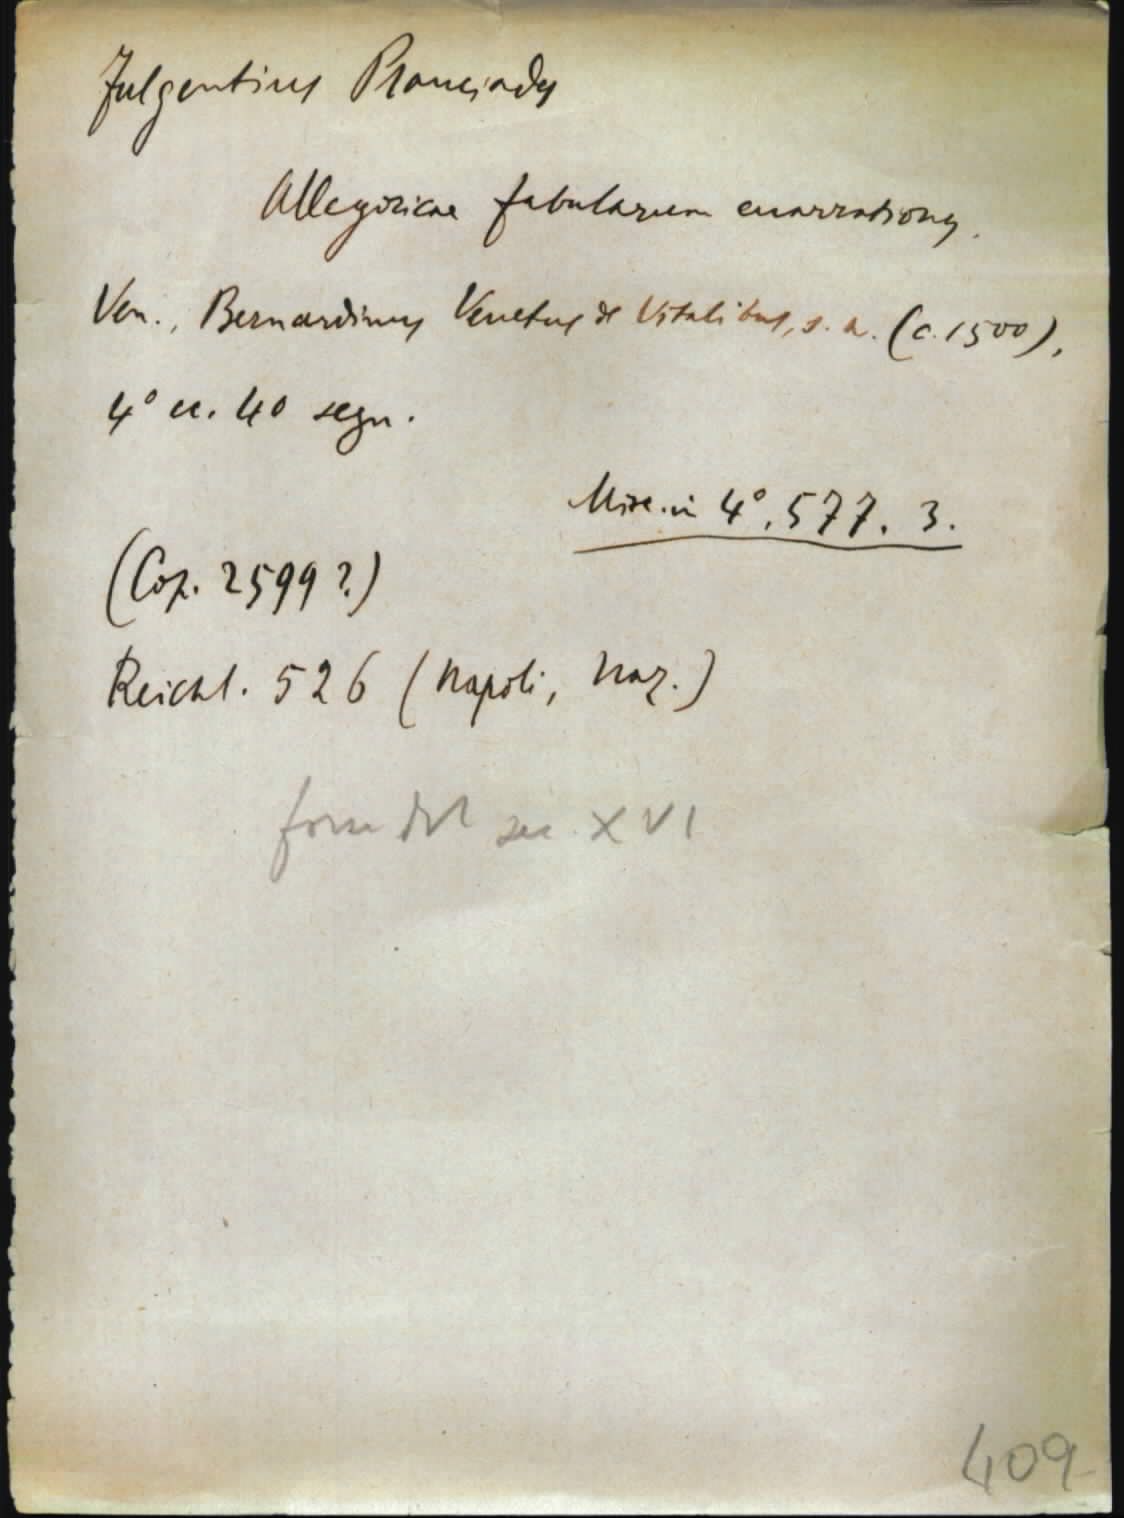 Fulgentius Planciades
Allegoricae fabularum enarrationes.
Ven., Bernardinus Venetus de Vitalibus, s. a. (c. 1500),
4° cc. 40 segn.
Misc. in 4°. 577. 3.
(Cop. 2599?)
Reichl. 526 (Napoli, Naz.)
forse del sec. XVI
409